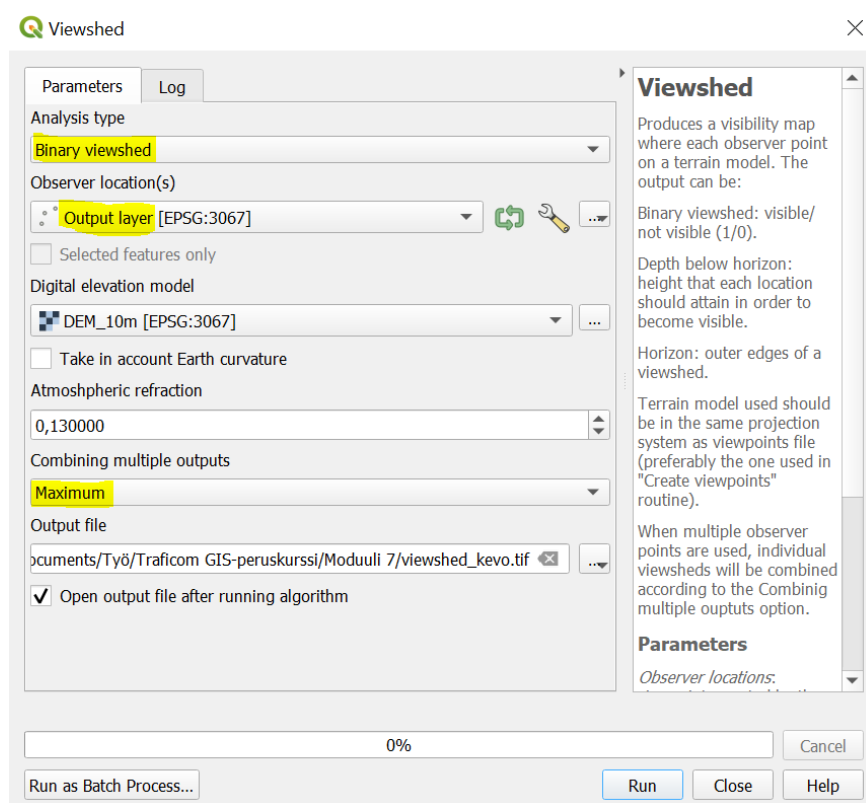 Viewshed
Parameters
Log
Analysis type
Binary viewshed
Observer location(s)
Output layer [EPSG:3067]
...
Selected features only
Digital elevation model
DEM_10m [EPSG:3067]
...
Take in account Earth curvature
Atmoshpheric refraction
0,130000
Combining multiple outputs
Maximum
Output file
ocuments/Työ/Traficom GIS-peruskurssi/Moduuli 7/viewshed_kevo.tif
...
Open output file after running algorithm
Viewshed
Produces a visibility map
where each observer point
on a terrain model. The
output can be:
Binary viewshed: visible/
not visible (1/0).
Depth below horizon:
height that each location
should attain in order to
become visible.
Horizon: outer edges of a
viewshed.
Terrain model used should
be in the same projection
system as viewpoints file
(preferably the one used in
"Create viewpoints"
routine).
When multiple observer
points are used, individual
viewsheds will be combined
according to the Combinig
multiple ouptuts option.
Parameters
Observer locations:
0%
Cancel
Run as Batch Process...
Run
Close
Help